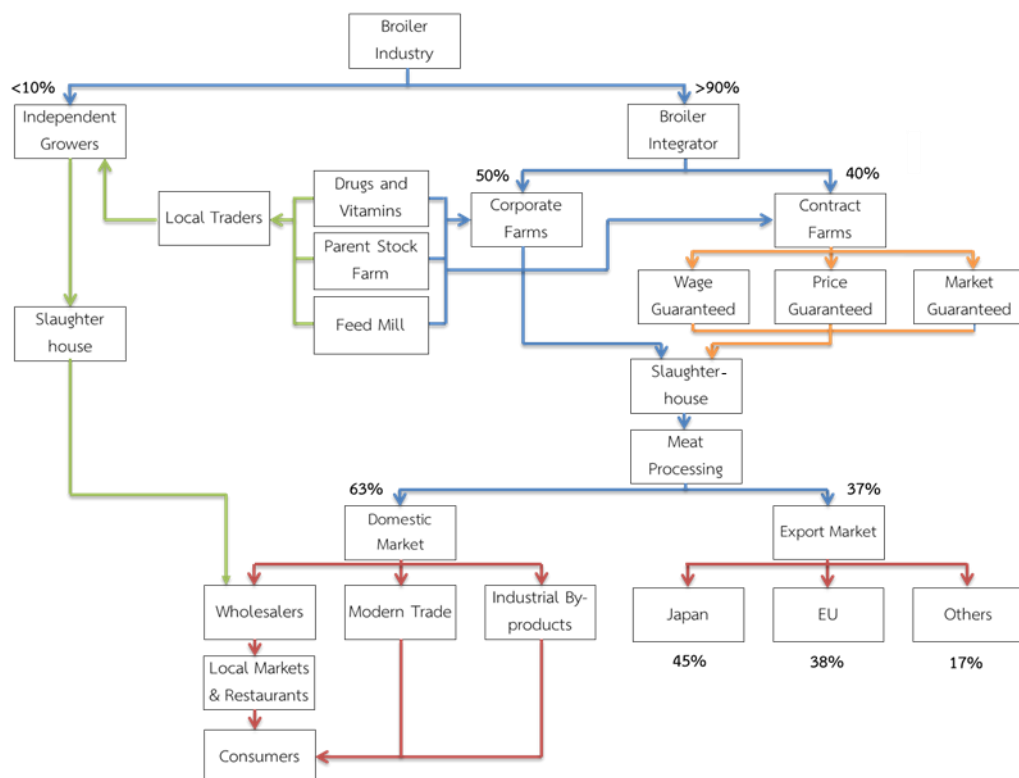 Broiler
Industry
<10%
>90%
Independent
Growers
Broiler
Integrator
50%
40%
Drugs and
Vitamins
Local Traders
Corporate
Farms
Contract
Farms
Parent Stock
Farm
Feed Mill
Wage
Guaranteed
Price
Guaranteed
Market
Guaranteed
Slaughter
house
Slaughter-
house
Meat
Processing
63%
37%
Domestic
Market
Export Market
Wholesalers
Modern Trade
Industrial By-
products
Japan
EU
Others
45%
38%
17%
Local Markets
& Restaurants
Consumers